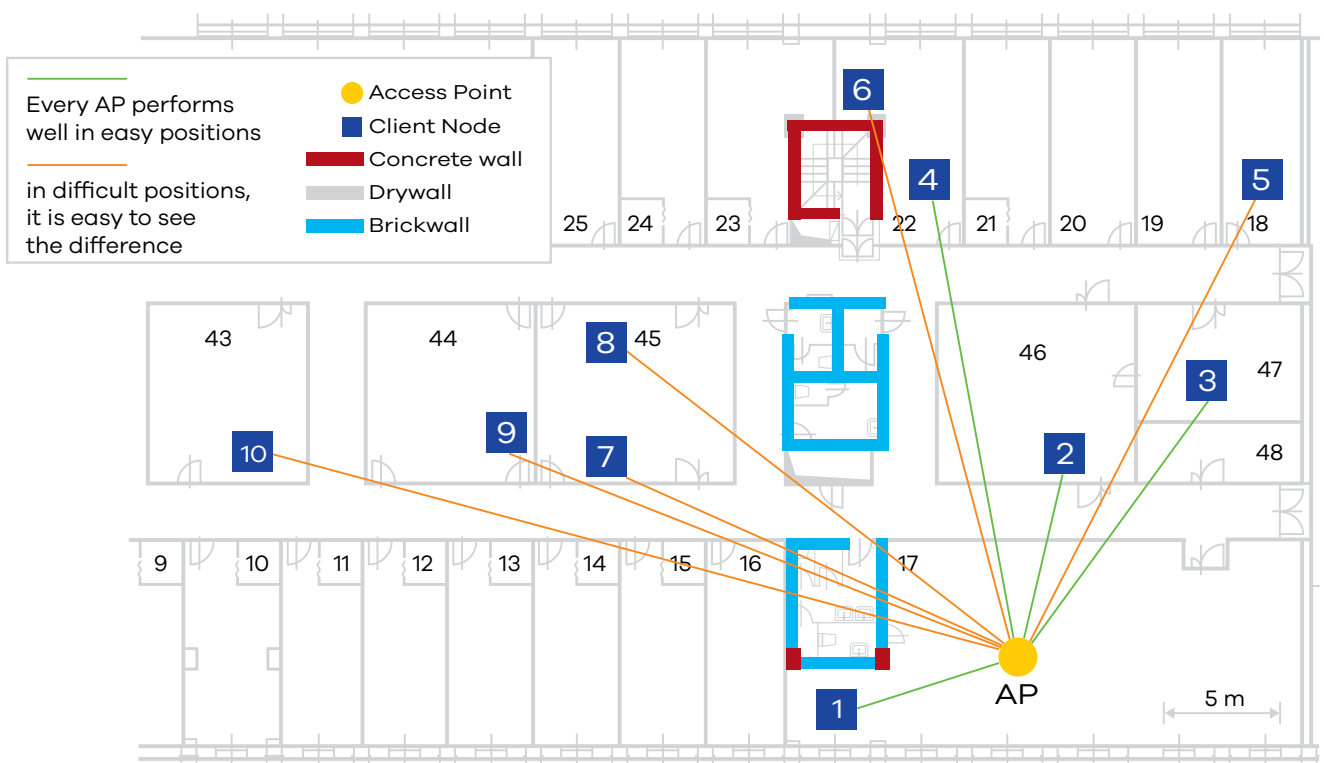 Every AP performs
well in easy positions
in difficult positions,
it is easy to see
the difference
Access Point
Client Node
Concrete wall
Drywall
Brickwall
6
4
5
25
24
23
22
21
20
19
18
43
44
8
45
46
3
47
10
9
7
2
48
9
10
11
12
13
14
15
16
17
1
AP
5 m